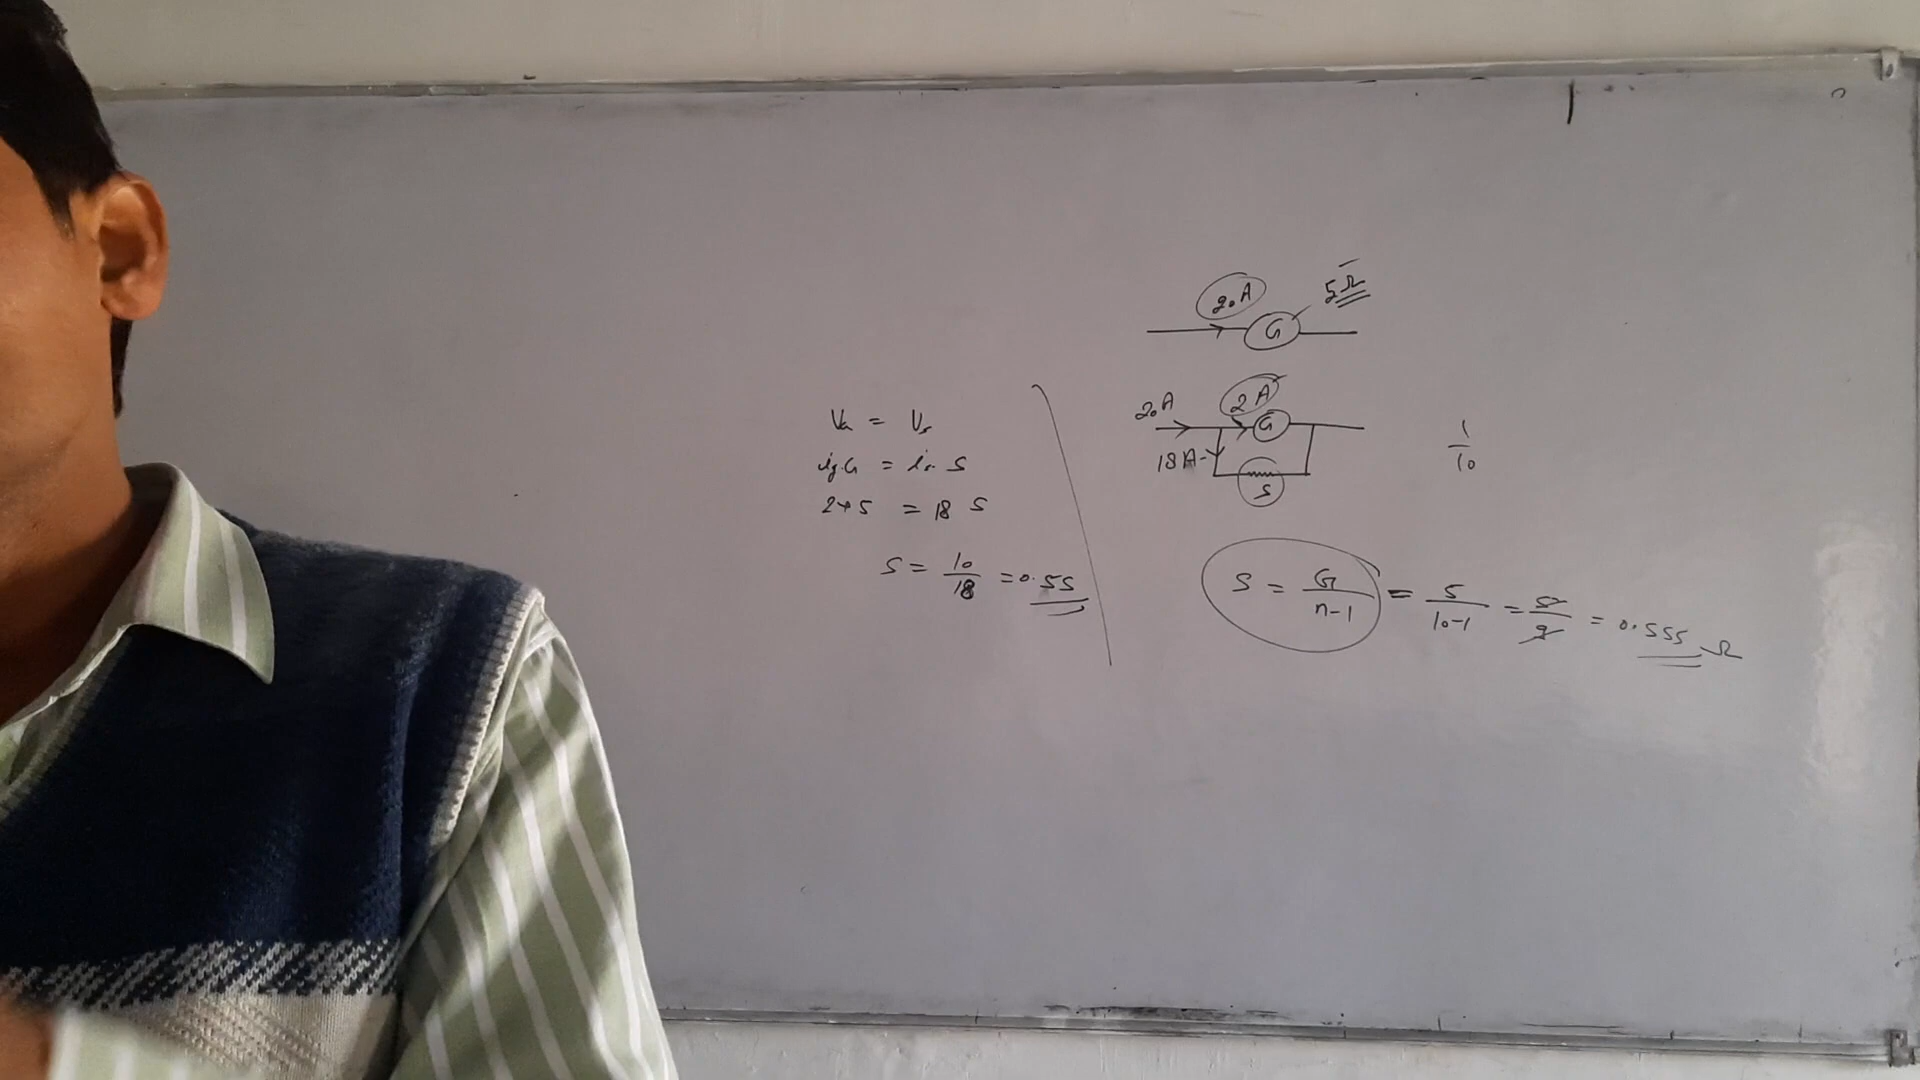 20A 5Ω
G
20A 2A
G
18A
S
1/10
Va = Vs
ig.G = is. S
2×5 = 18 S
S = 10/18 = 0.55
S = G/n-1 = 5/10-1 = 5/9 = 0.555 Ω